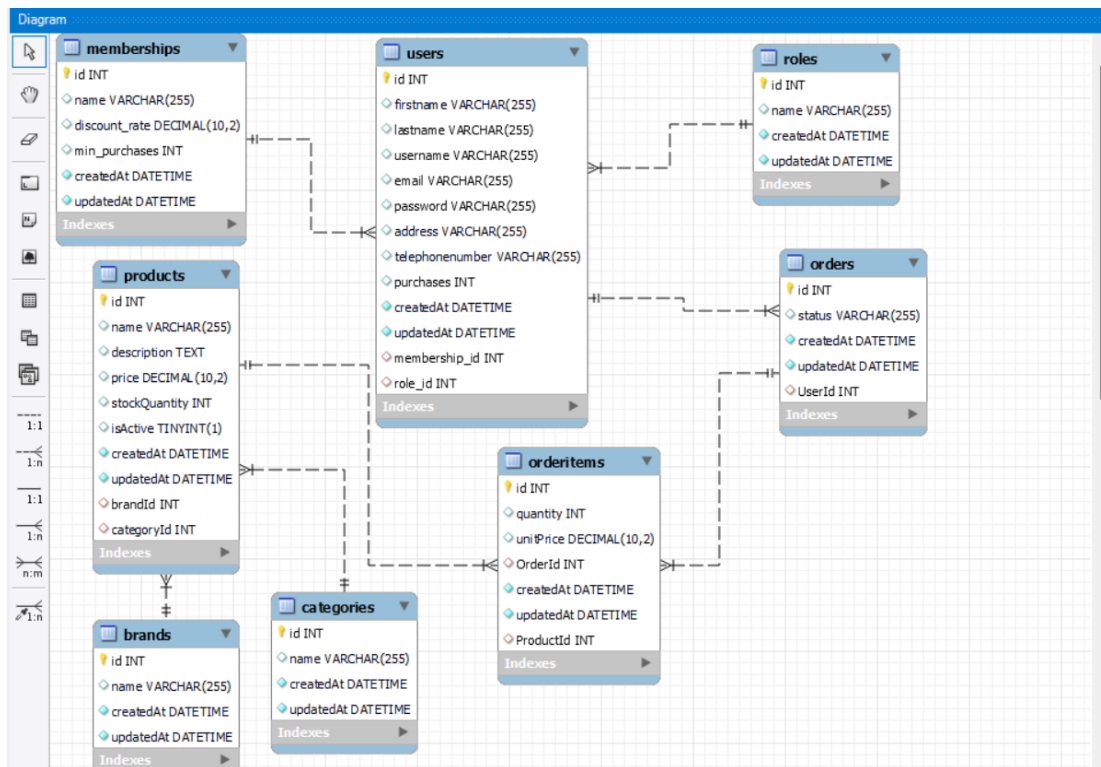 Diagram
memberships
id INT
name VARCHAR(255)
discount_rate DECIMAL(10,2)
min_purchases INT
createdAt DATETIME
updatedAt DATETIME
Indexes
users
id INT
firstname VARCHAR(255)
lastname VARCHAR(255)
username VARCHAR(255)
email VARCHAR(255)
password VARCHAR(255)
address VARCHAR(255)
telephonenumber VARCHAR(255)
purchases INT
createdAt DATETIME
updatedAt DATETIME
membership_id INT
role_id INT
Indexes
roles
id INT
name VARCHAR(255)
createdAt DATETIME
updatedAt DATETIME
Indexes
products
id INT
name VARCHAR(255)
description TEXT
price DECIMAL(10,2)
stockQuantity INT
isActive TINYINT(1)
createdAt DATETIME
updatedAt DATETIME
brandId INT
categoryId INT
Indexes
orders
id INT
status VARCHAR(255)
createdAt DATETIME
updatedAt DATETIME
UserId INT
Indexes
orderitems
id INT
quantity INT
unitPrice DECIMAL(10,2)
OrderId INT
createdAt DATETIME
updatedAt DATETIME
ProductId INT
Indexes
brands
id INT
name VARCHAR(255)
createdAt DATETIME
updatedAt DATETIME
Indexes
categories
id INT
name VARCHAR(255)
createdAt DATETIME
updatedAt DATETIME
Indexes
1:1
1:n
1:1
1:n
n:m
1:n